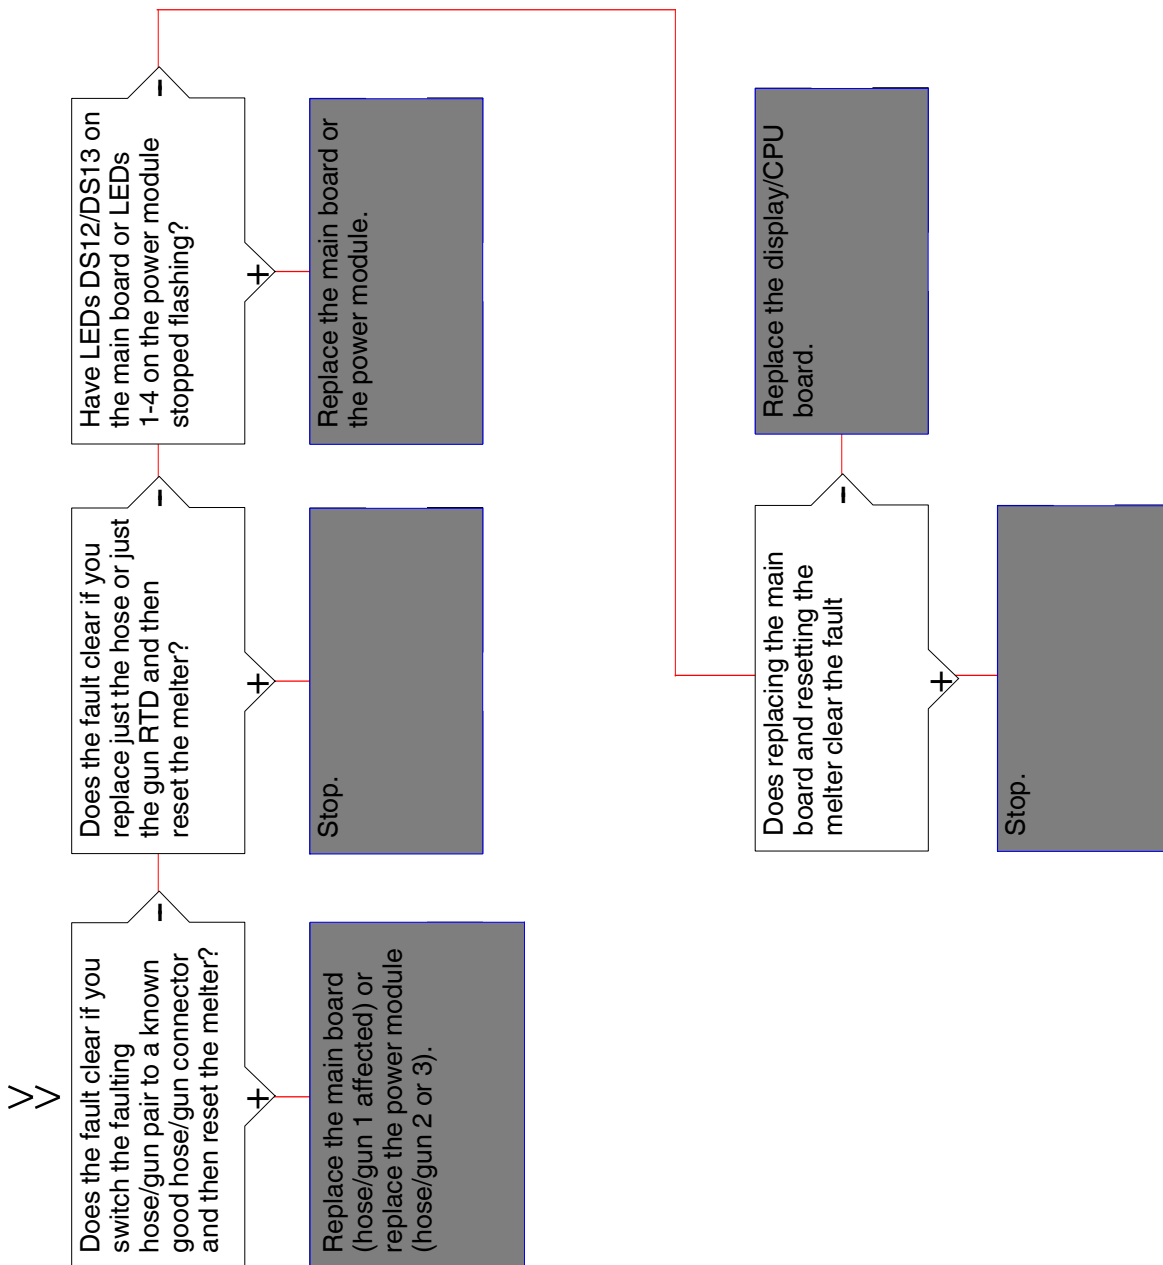 >>
Does the fault clear if you
switch the faulting
hose/gun pair to a known
good hose/gun connector
and then reset the melter?
-
+
Replace the main board
(hose/gun 1 affected) or
replace the power module
(hose/gun 2 or 3).
Does the fault clear if you
replace just the hose or just
the gun RTD and then
reset the melter?
-
+
Stop.
Have LEDs DS12/DS13 on
the main board or LEDs
1-4 on the power module
stopped flashing?
-
+
Replace the main board or
the power module.
Does replacing the main
board and resetting the
melter clear the fault
-
+
Stop.
Replace the display/CPU
board.